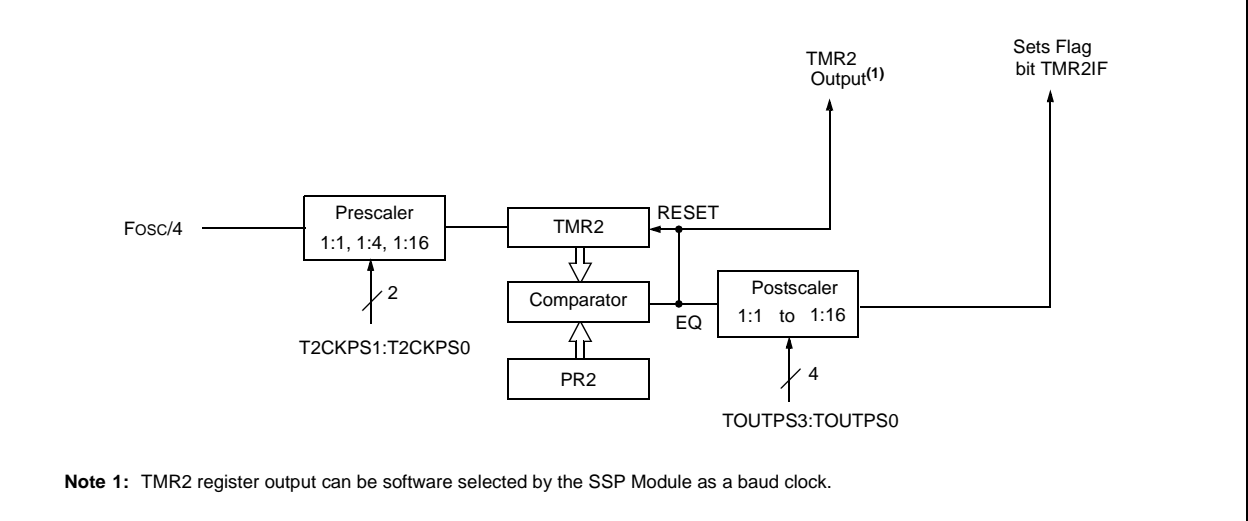 TMR2
Output(1)
Sets Flag
bit TMR2IF
Fosc/4
Prescaler
1:1, 1:4, 1:16
2
T2CKPS1:T2CKPS0
TMR2
RESET
Comparator
EQ
PR2
Postscaler
1:1 to 1:16
4
TOUTPS3:TOUTPS0
Note 1: TMR2 register output can be software selected by the SSP Module as a baud clock.